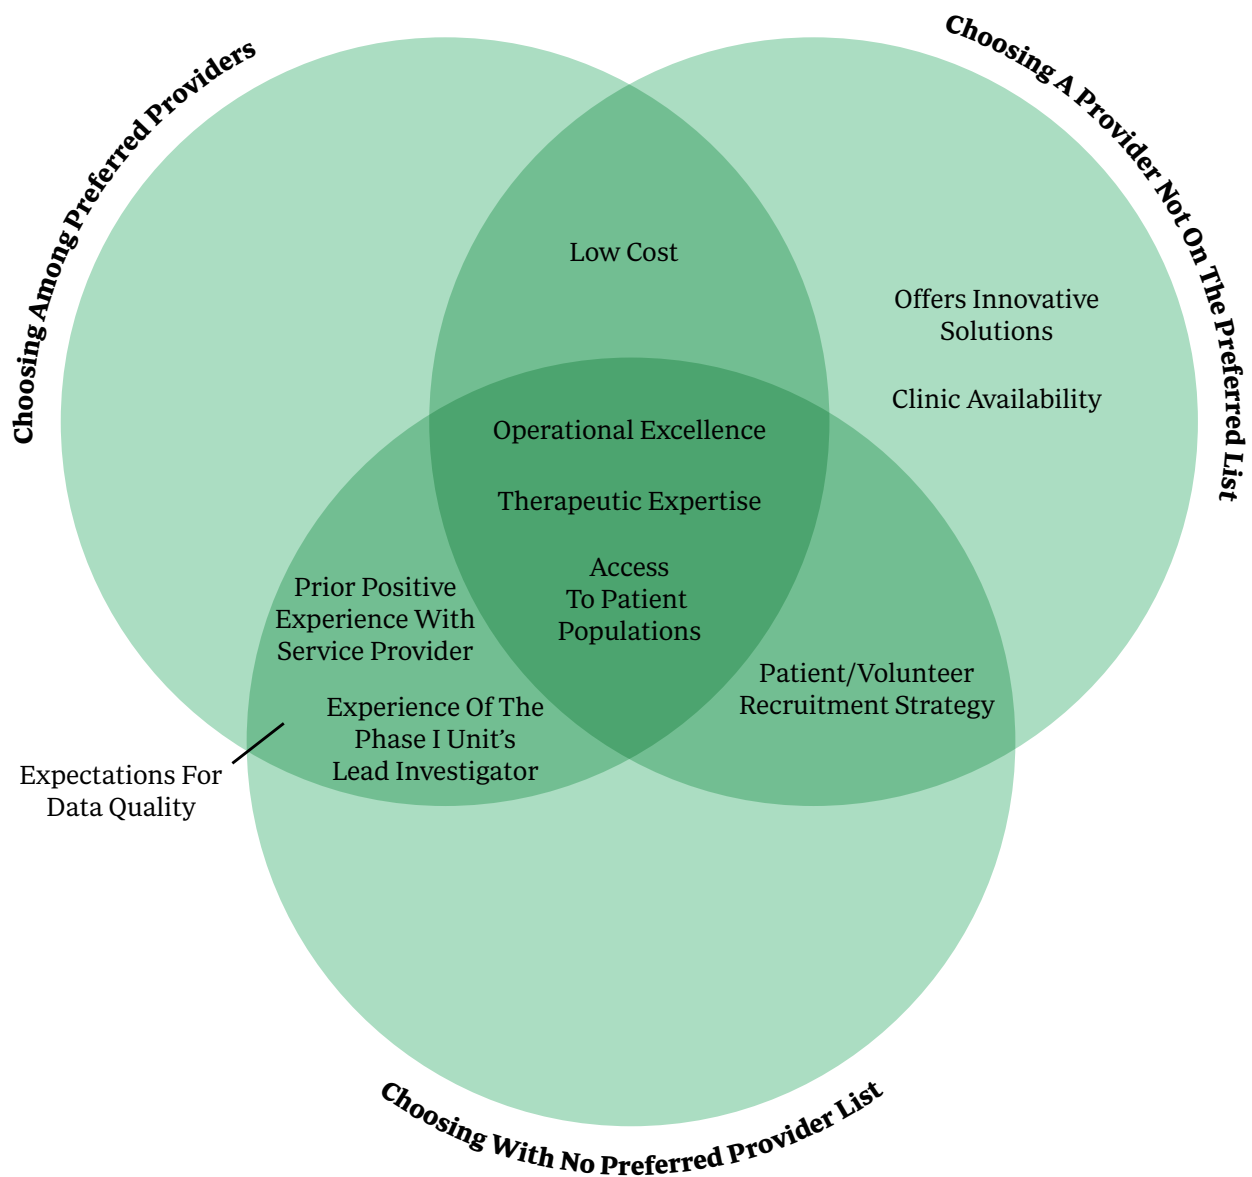 Choosing Among Preferred Providers
Choosing A Provider Not On The Preferred List
Low Cost
Offers Innovative
Solutions
Clinic Availability
Operational Excellence
Therapeutic Expertise
Access
To Patient
Populations
Prior Positive
Experience With
Service Provider
Patient/Volunteer
Recruitment Strategy
Experience Of The
Phase I Unit’s
Lead Investigator
Expectations For
Data Quality
Choosing With No Preferred Provider List